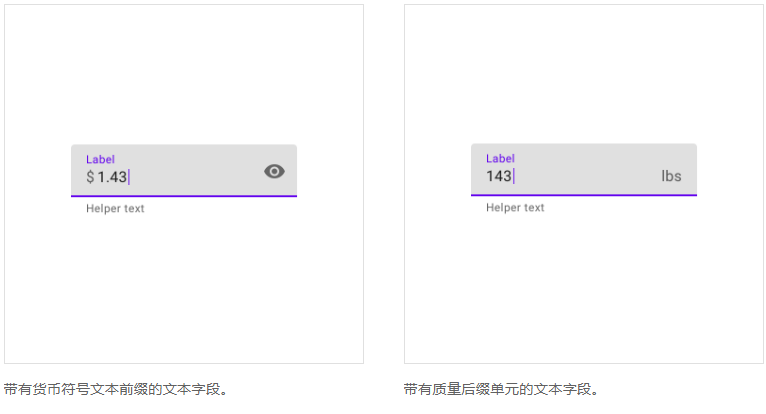 Label
$ 1.43
Helper text
Label
143
lbs
Helper text
带有货币符号文本前缀的文本字段。
带有质量后缀单元的文本字段。